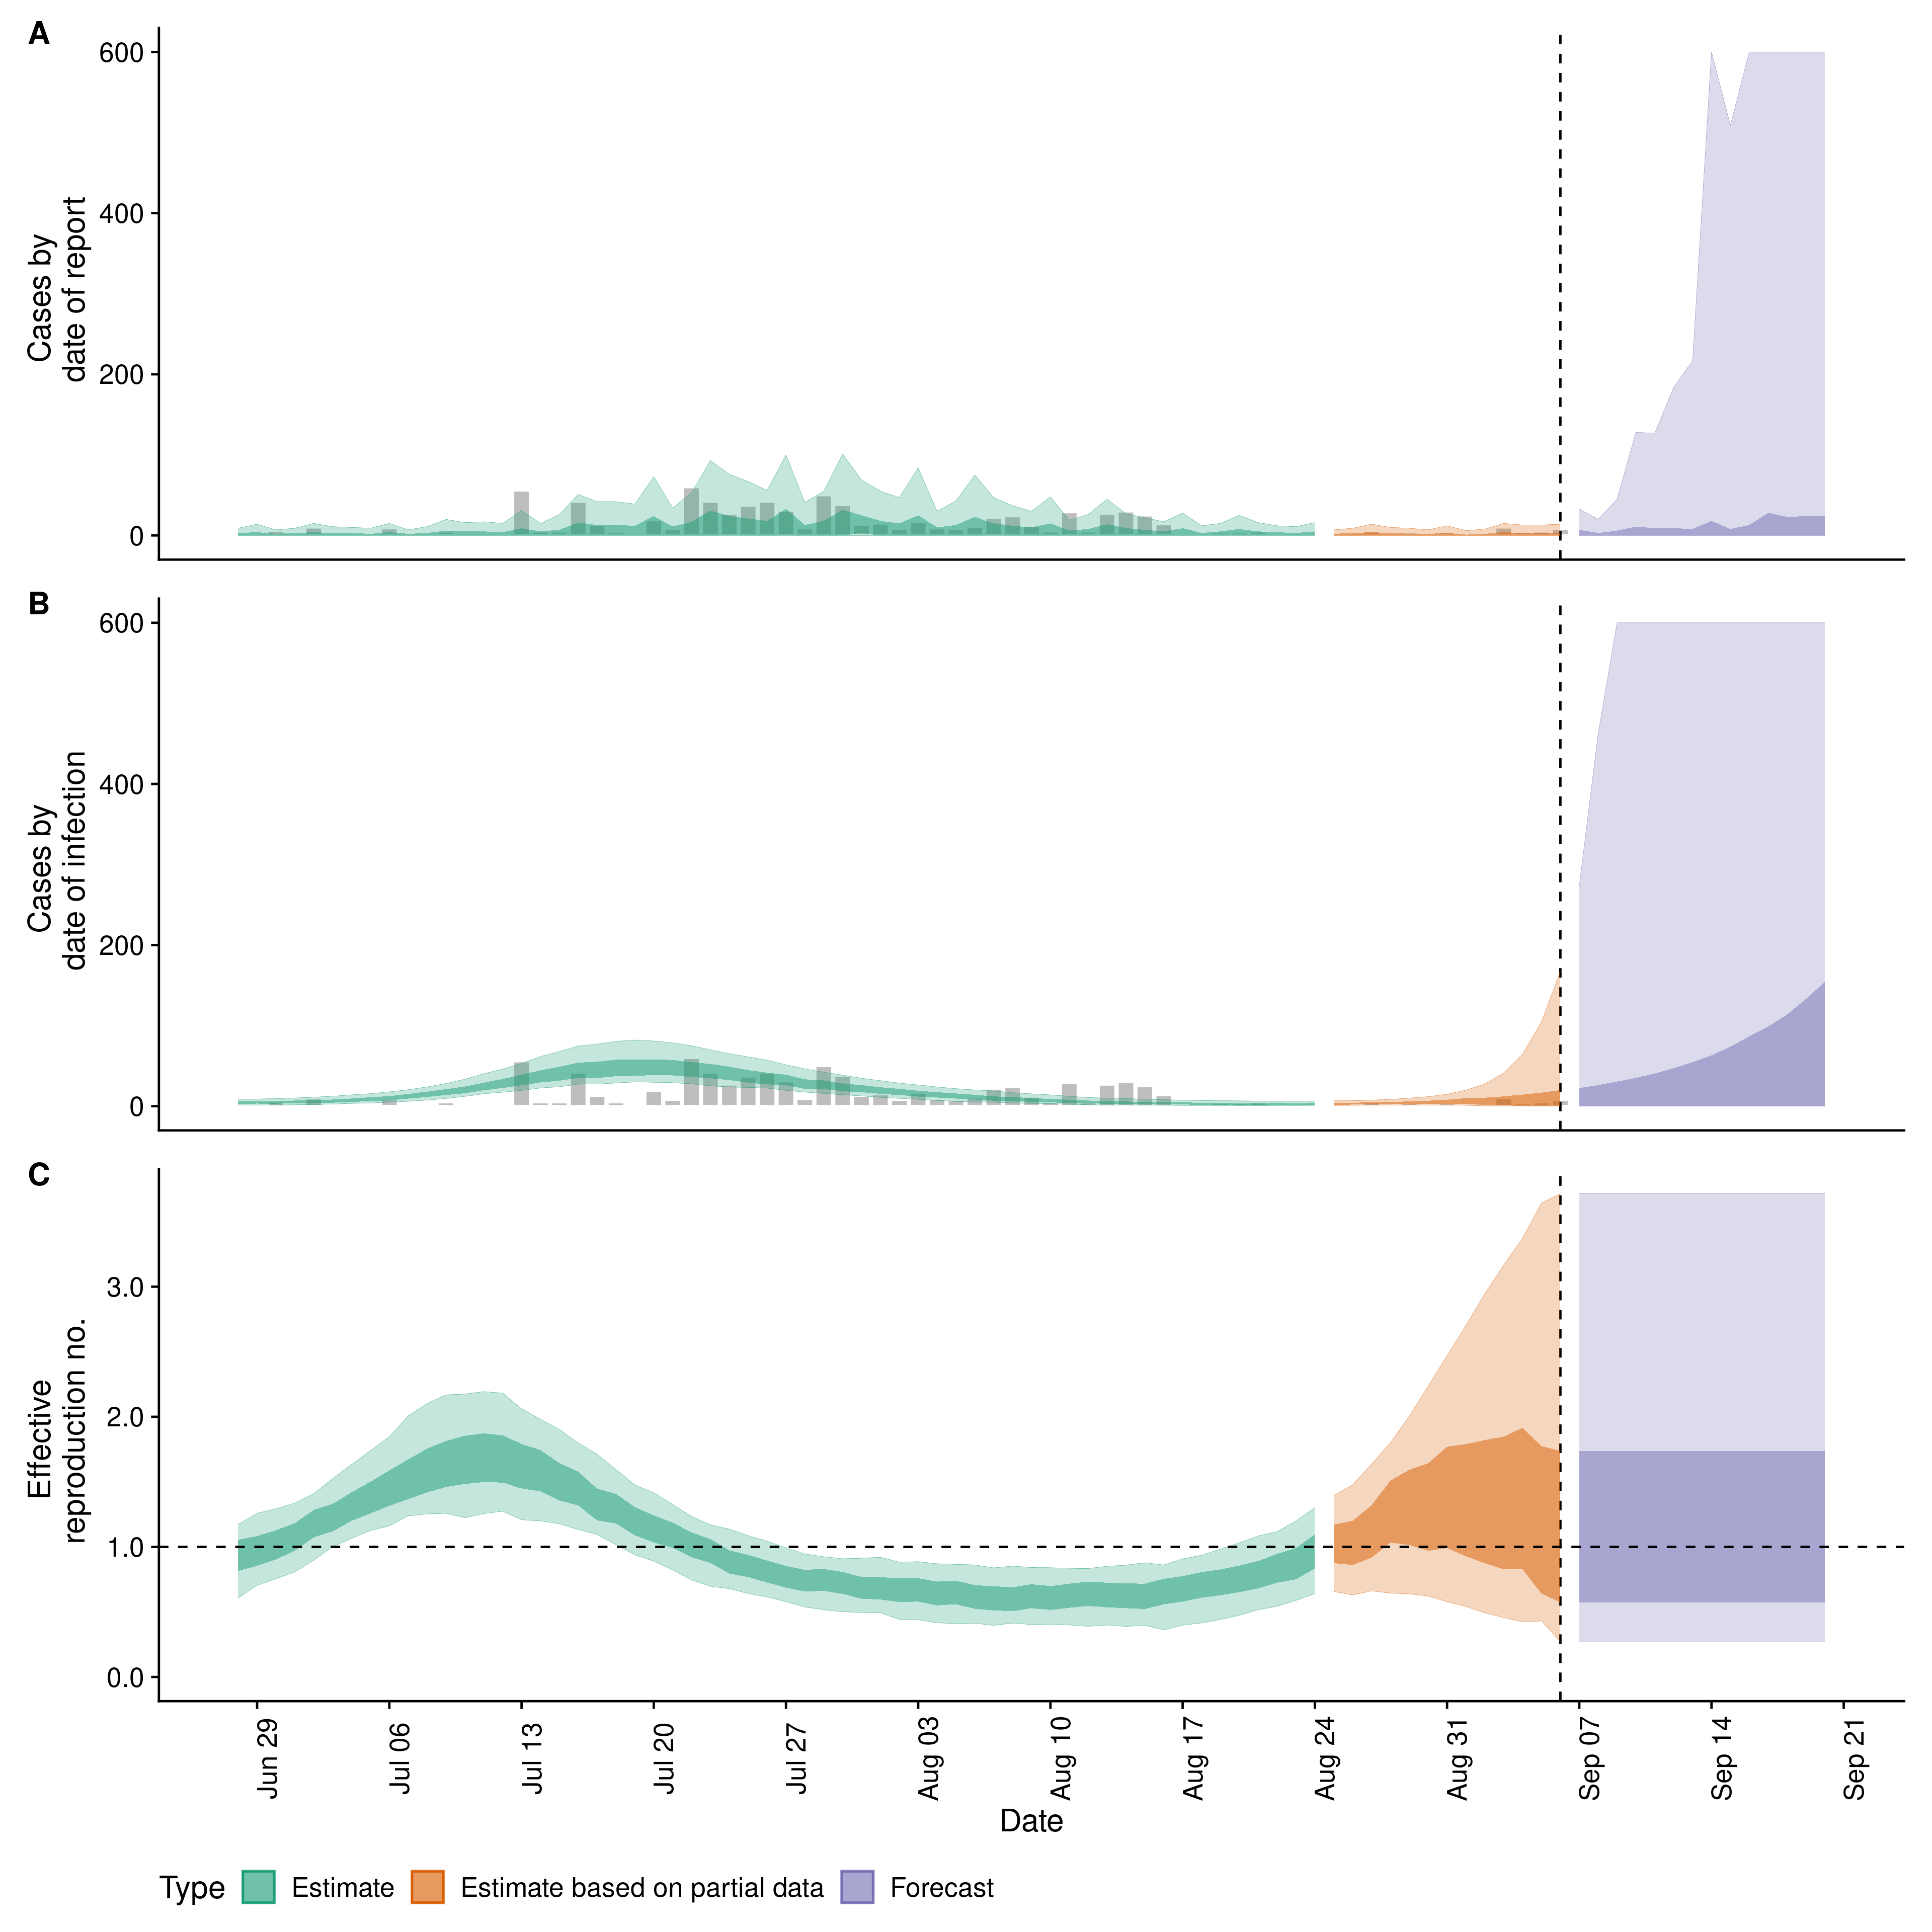 A
600
400
200
0
Cases by
date of report
B
600
400
200
0
Cases by
date of infection
C
3.0
2.0
1.0
0.0
Effective
reproduction no.
Jun 29
Jul 06
Jul 13
Jul 20
Jul 27
Aug 03
Aug 10
Aug 17
Aug 24
Aug 31
Sep 07
Sep 14
Sep 21
Date
Type Estimate Estimate based on partial data Forecast